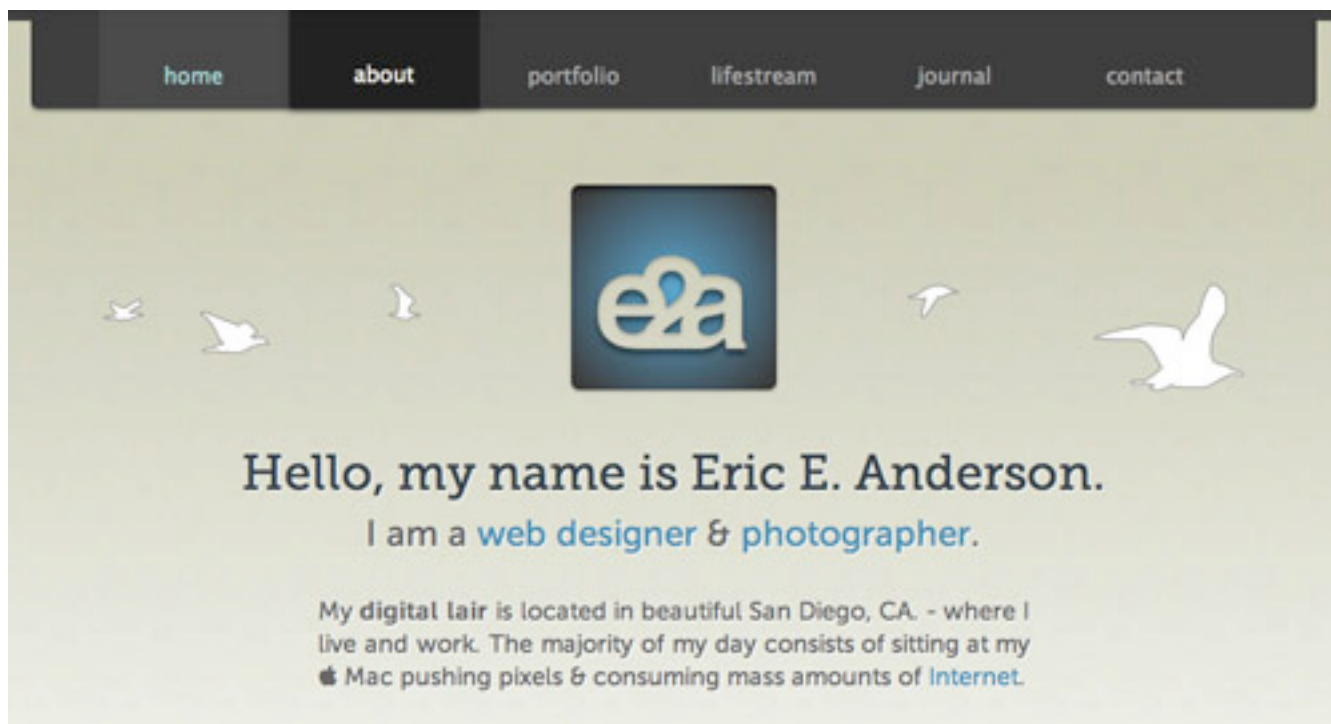 home about portfolio lifestream journal contact
e2a
Hello, my name is Eric E. Anderson.
I am a web designer & photographer.
My digital lair is located in beautiful San Diego, CA. - where I
live and work. The majority of my day consists of sitting at my
Mac pushing pixels & consuming mass amounts of Internet.